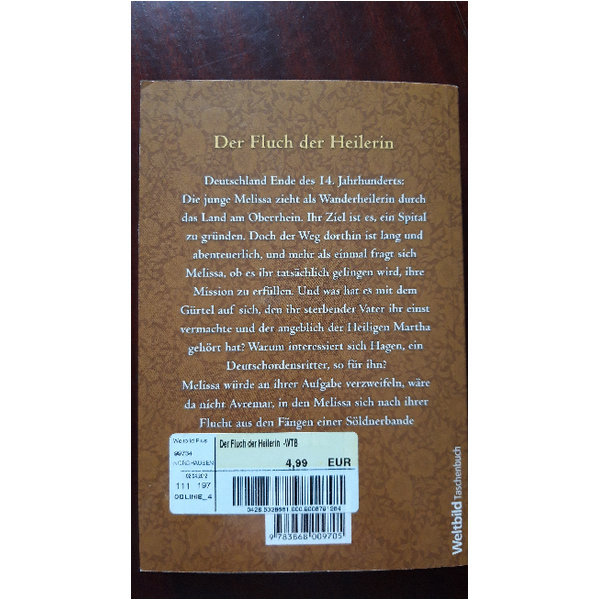 Der Fluch der Heilerin
Deutschland Ende des 14. Jahrhunderts:
Die junge Melissa zieht als Wanderheilerin durch
das Land am Oberrhein. Ihr Ziel ist es, ein Spital
zu gründen. Doch der Weg dorthin ist lang und
abenteuerlich, und mehr als einmal fragt sich
Melissa, ob es ihr tatsächlich gelingen wird, ihre
Mission zu erfüllen. Und was hat es mit dem
Gürtel auf sich, den ihr sterbender Vater ihr einst
vermachte und der angeblich der Heiligen Martha
gehört hat? Warum interessiert sich Hagen, ein
Deutschordensritter, so für ihn?
Melissa würde an ihrer Aufgabe verzweifeln, wäre
da nicht Avremar, in den Melissa sich nach ihrer
Flucht aus den Fängen einer Söldnerbande
Weltbild Plus
99734
NORDHAUSEN
111 197
Der Fluch der Heilerin -WTB
4,99 EUR
9 783868 009705
Weltbild Taschenbuch